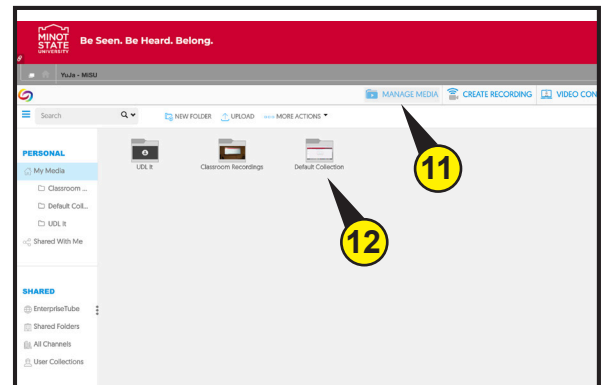 MINOT
STATE
UNIVERSITY
Be Seen. Be Heard. Belong.
YuJa - MiSU
MANAGE MEDIA
CREATE RECORDING
VIDEO CON
Search
NEW FOLDER
UPLOAD
MORE ACTIONS
PERSONAL
My Media
Classroom ...
Default Coll...
UDL It
Shared With Me
UDL It
Classroom Recordings
Default Collection
11
12
SHARED
EnterpriseTube
Shared Folders
All Channels
User Collections